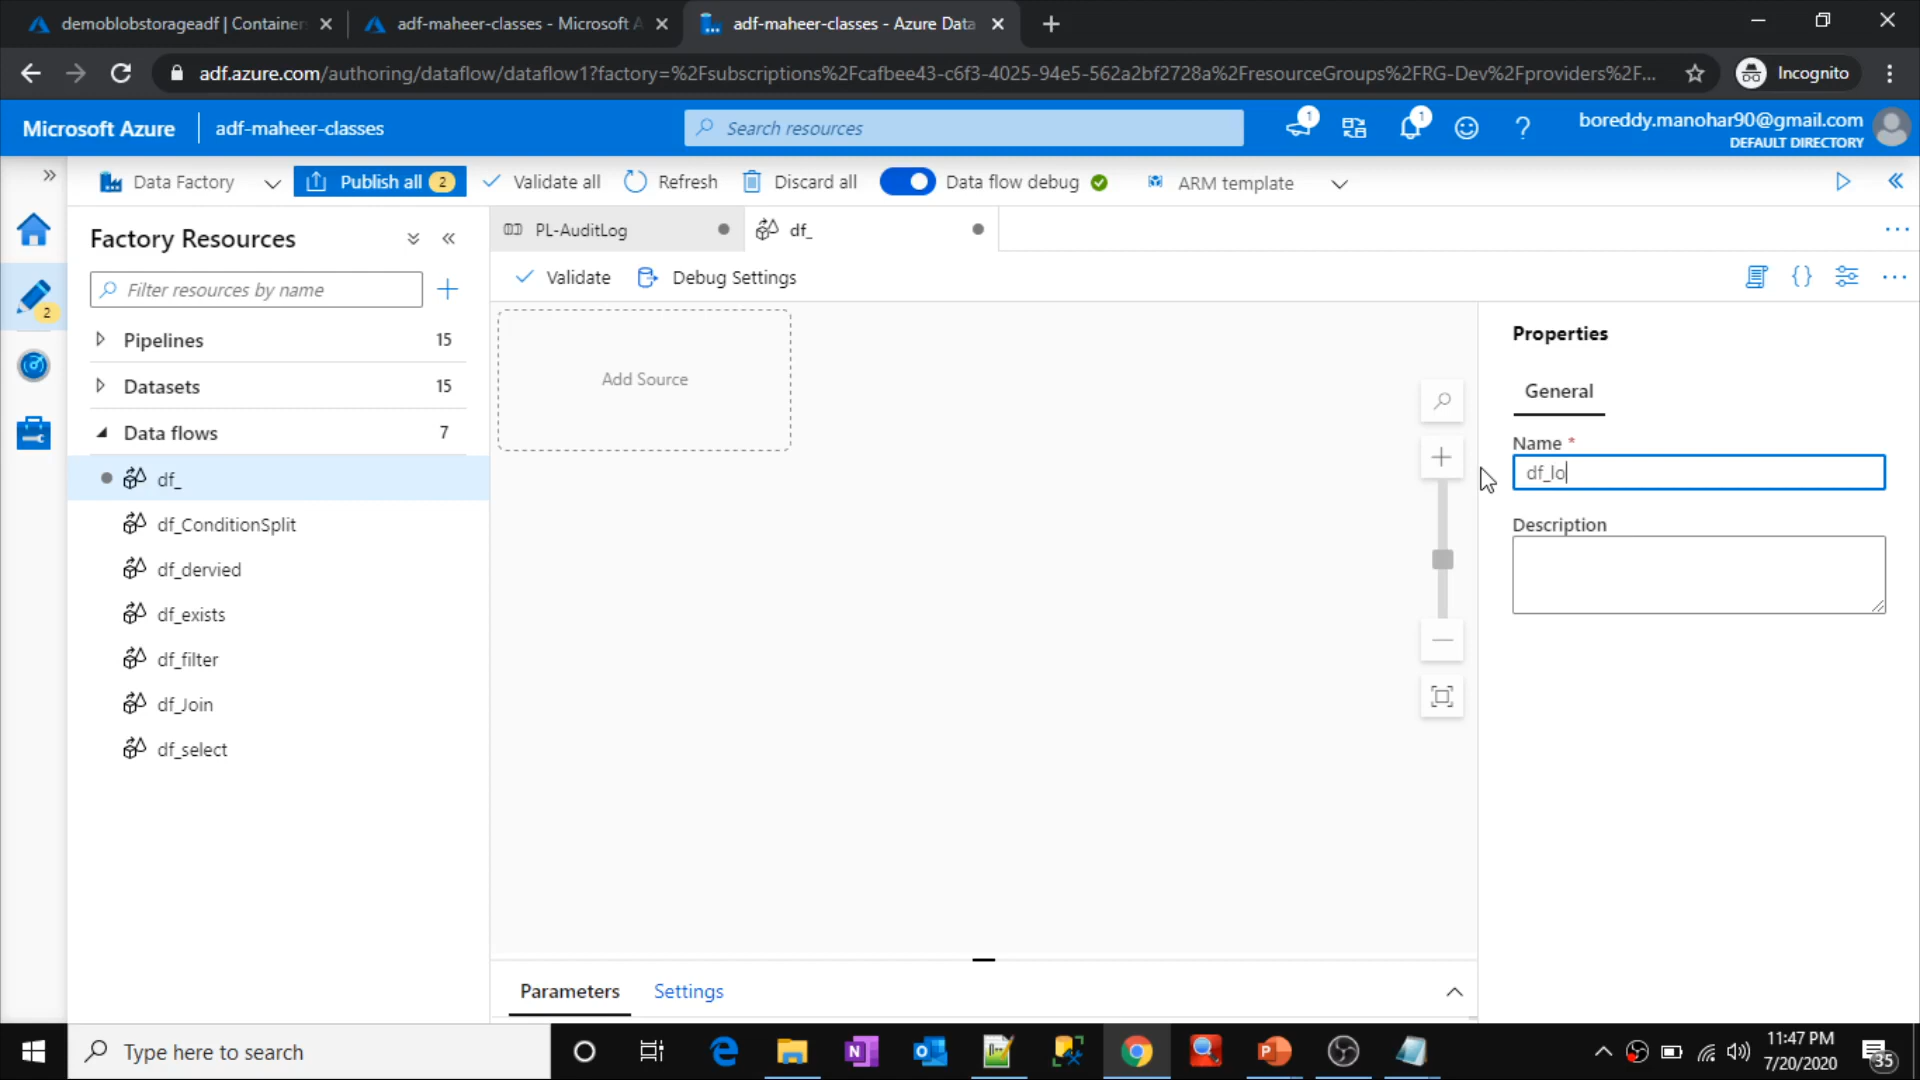 demoblobstorageadf | Container
adf-maheer-classes - Microsoft A
adf-maheer-classes - Azure Data
adf.azure.com/authoring/dataflow/dataflow1?factory=%2Fsubscriptions%2Fcafbee43-c6f3-4025-94e5-562a2bf2728a%2FresourceGroups%2FRG-Dev%2Fproviders%2F...
Incognito
Microsoft Azure
adf-maheer-classes
Search resources
1
1
boreddy.manohar90@gmail.com
DEFAULT DIRECTORY
Data Factory
Publish all 2
Validate all
Refresh
Discard all
Data flow debug
ARM template
Factory Resources
PL-AuditLog
df_
Filter resources by name
Validate
Debug Settings
2
Pipelines 15
Datasets 15
Data flows 7
df_
df_ConditionSplit
df_dervied
df_exists
df_filter
df_Join
df_select
Add Source
Properties
General
Name *
df_lo
Description
Parameters
Settings
Type here to search
11:47 PM
7/20/2020
35